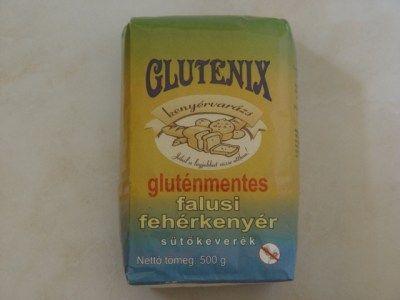 GLUTENIX
kenyérvarázs
gluténmentes
falusi
fehérkenyér
sütőkeverék
Nettó tömeg: 500 g